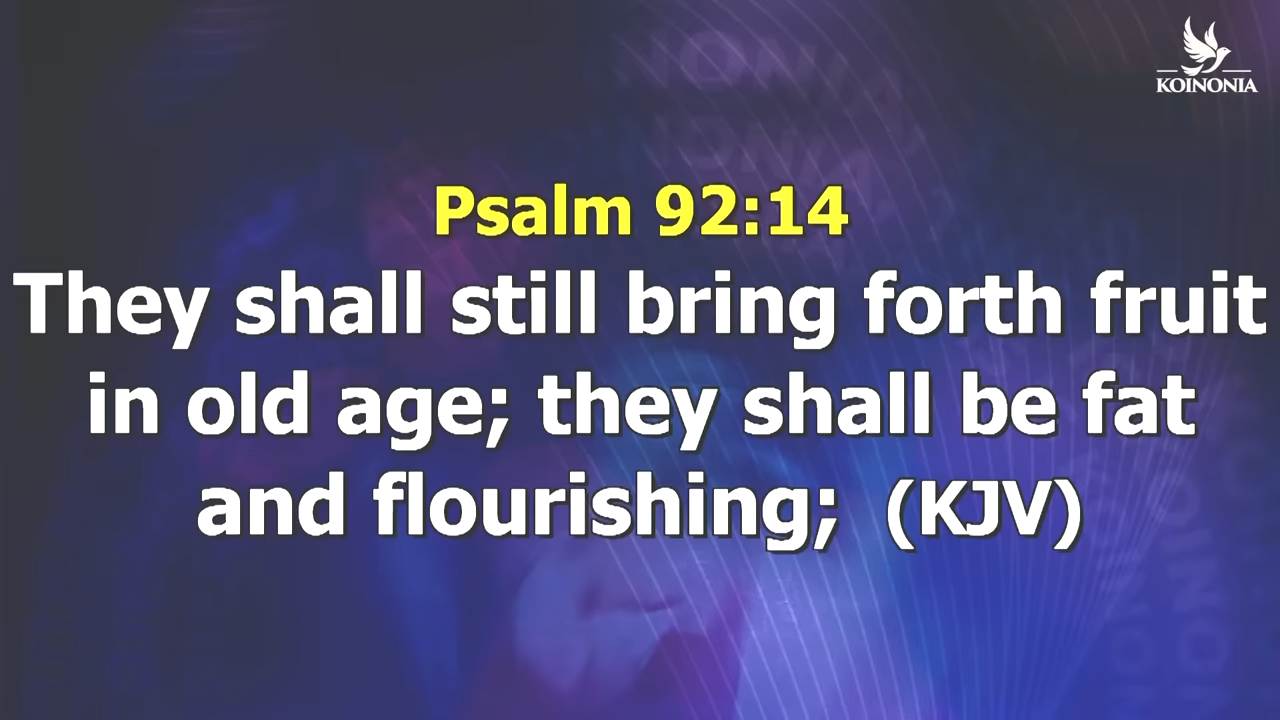 KOINONIA
Psalm 92:14
They shall still bring forth fruit
in old age; they shall be fat
and flourishing; (KJV)